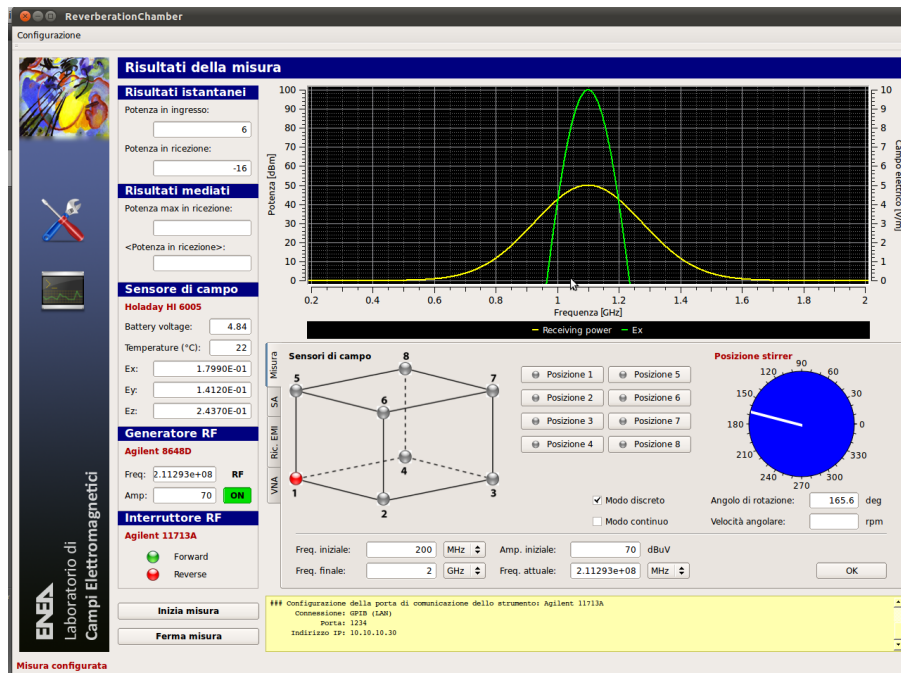 ReverberationChamber
Configurazione
Risultati della misura
Risultati istantanei
Potenza in ingresso:
6
Potenza in ricezione:
-16
Risultati mediati
Potenza max in ricezione:
<Potenza in ricezione>:
Sensore di campo
Holaday HI 6005
Battery voltage: 4.84
Temperature (°C): 22
Ex: 1.7990E-01
Ey: 1.4120E-01
Ez: 2.4370E-01
Generatore RF
Agilent 8648D
Freq: 2.11293e+08 RF
Amp: 70 ON
Interruttore RF
Agilent 11713A
Forward
Reverse
Inizia misura
Ferma misura
ENEA
Laboratorio di
Campi Elettromagnetici
Misura configurata
Potenza [dBm]
100
90
80
70
60
50
40
30
20
10
0
10
9
8
7
6
5
4
3
2
1
0
Campo elettrico [V/m]
0.2 0.4 0.6 0.8 1 1.2 1.4 1.6 1.8 2
Frequenza [GHz]
Receiving power Ex
Misura
SA
Ric. EMI
VNA
Sensori di campo
8
5
7
6
4
1
3
2
Posizione 1 Posizione 5
Posizione 2 Posizione 6
Posizione 3 Posizione 7
Posizione 4 Posizione 8
Posizione stirrer
90
120 60
150 30
180 0
210 330
240 300
270
Modo discreto
Modo continuo
Angolo di rotazione: 165.6 deg
Velocità angolare: rpm
Freq. iniziale: 200 MHz Amp. iniziale: 70 dBuV
Freq. finale: 2 GHz Freq. attuale: 2.11293e+08 MHz OK
### Configurazione della porta di comunicazione dello strumento: Agilent 11713A
Connessione: GPIB (LAN)
Porta: 1234
Indirizzo IP: 10.10.10.30